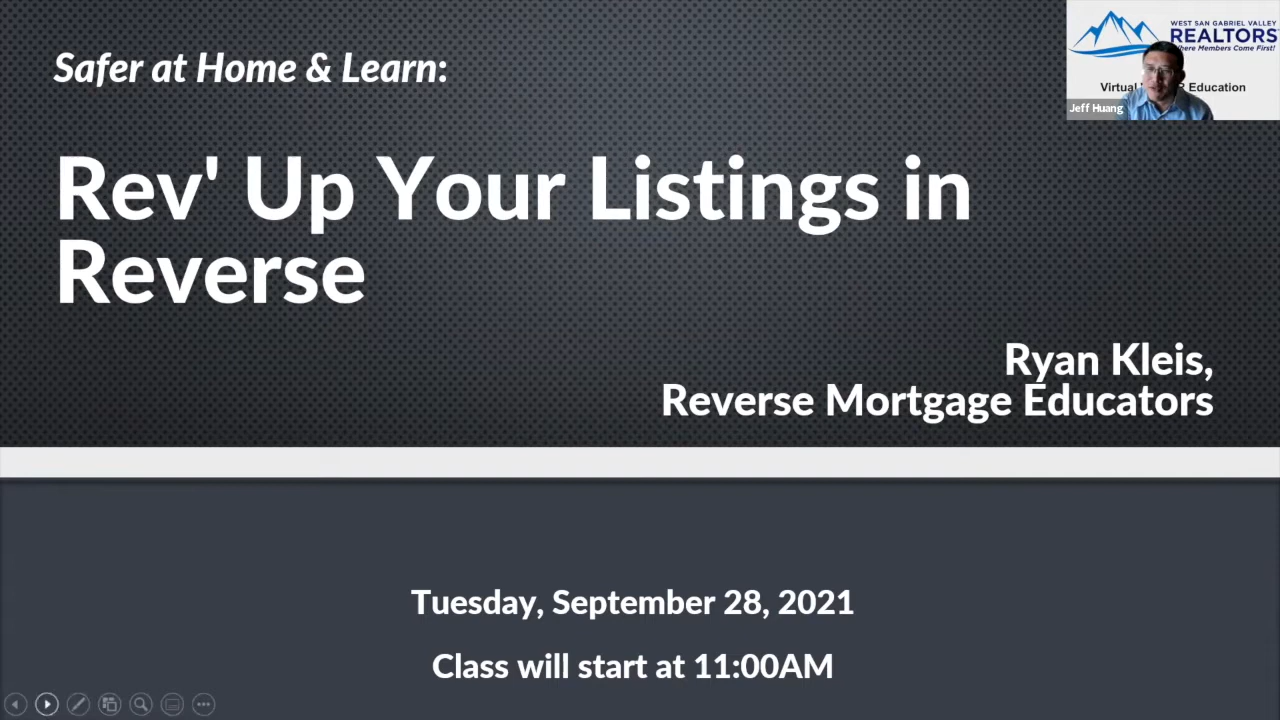 Safer at Home & Learn:
WEST SAN GABRIEL VALLEY
REALTORS
Where Members Come First!
Virtual Education
Jeff Huang
Rev' Up Your Listings in
Reverse
Ryan Kleis,
Reverse Mortgage Educators
Tuesday, September 28, 2021
Class will start at 11:00AM